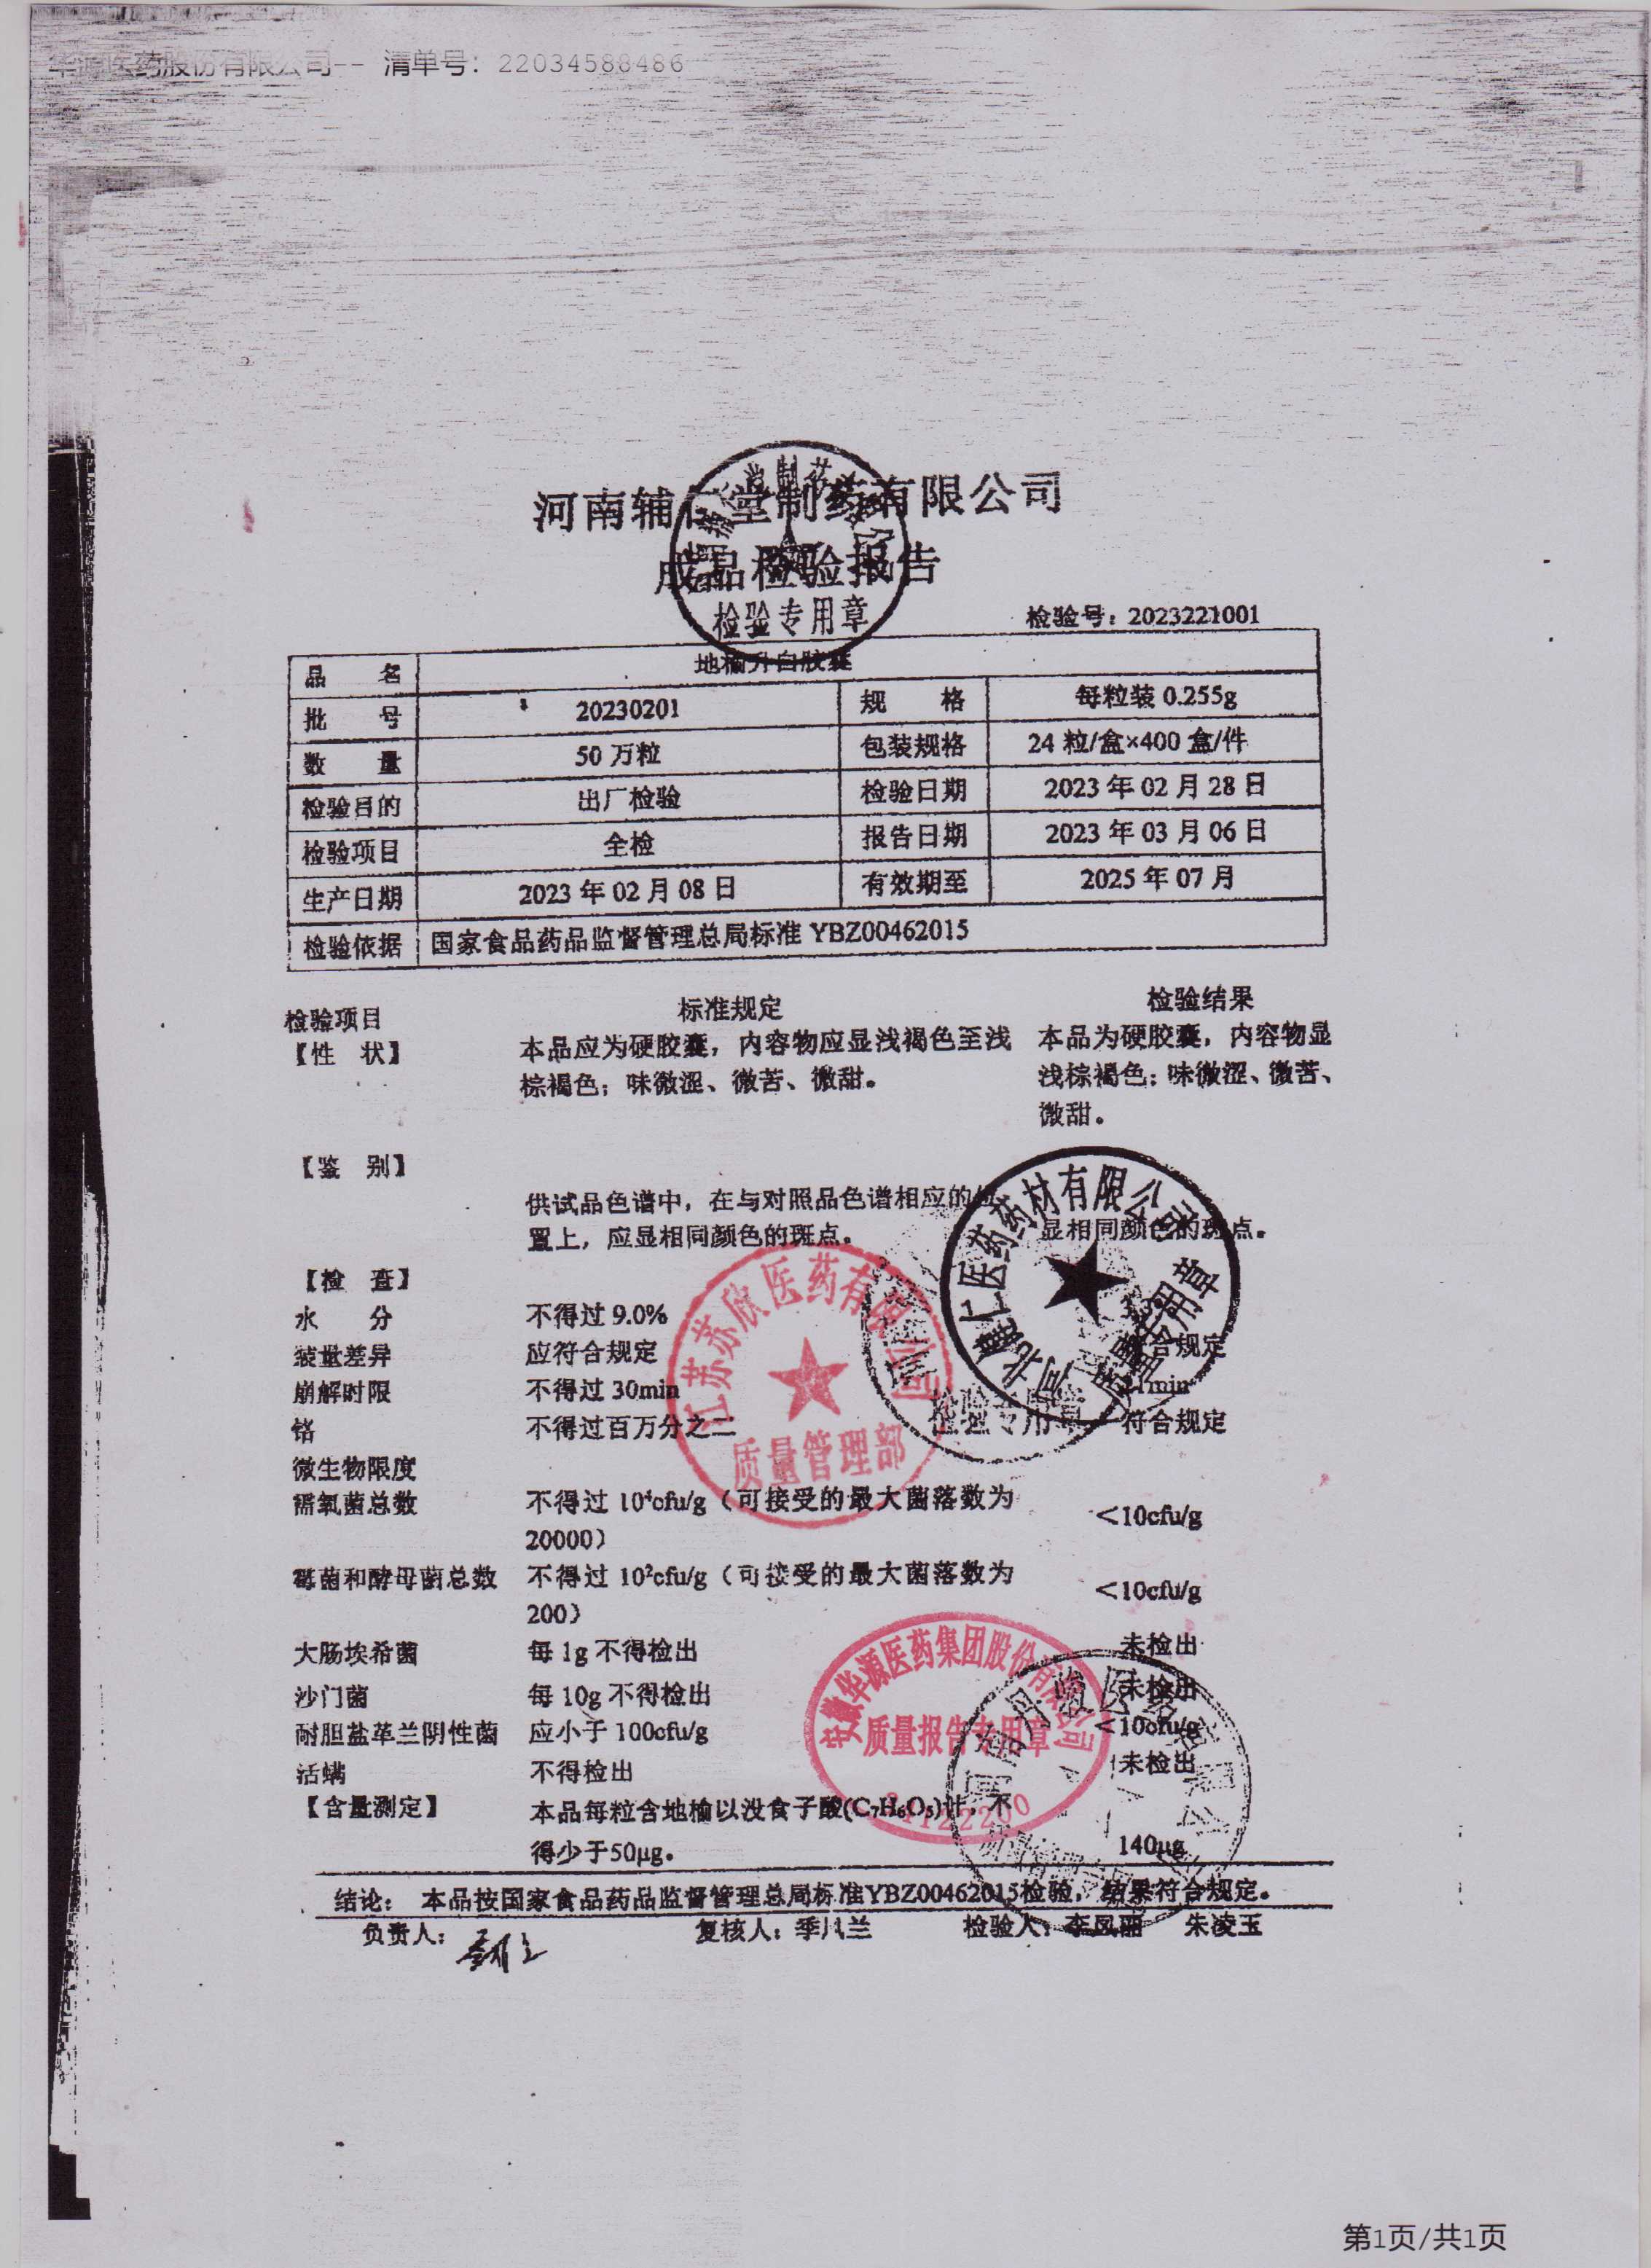 华源医药股份有限公司-- 清单号：22034588486
河南辅仁堂制药有限公司
成品检验报告
检验专用章
检验号：2023221001
品 名 地榆升白胶囊
批 号 20230201 规 格 每粒装 0.255g
数 量 50 万粒 包装规格 24 粒/盒×400 盒/件
检验目的 出厂检验 检验日期 2023 年 02 月 28 日
检验项目 全检 报告日期 2023 年 03 月 06 日
生产日期 2023 年 02 月 08 日 有效期至 2025 年 07 月
检验依据 国家食品药品监督管理总局标准 YBZ00462015
检验项目 标准规定 检验结果
【性 状】 本品应为硬胶囊，内容物应显浅褐色至浅 本品为硬胶囊，内容物显
棕褐色；味微涩、微苦、微甜。 浅棕褐色；味微涩、微苦、
微甜。
【鉴 别】
供试品色谱中，在与对照品色谱相应的位
置上，应显相同颜色的斑点。 显相同颜色的斑点。
【检 查】
水 分 不得过 9.0%
装量差异 应符合规定 符合规定
崩解时限 不得过 30min
铬 不得过百万分之二 符合规定
微生物限度
需氧菌总数 不得过 10⁴cfu/g（可接受的最大菌落数为 ＜10cfu/g
20000）
霉菌和酵母菌总数 不得过 10²cfu/g（可接受的最大菌落数为 ＜10cfu/g
200）
大肠埃希菌 每 1g 不得检出 未检出
沙门菌 每 10g 不得检出 未检出
耐胆盐革兰阴性菌 应小于 100cfu/g ＜10cfu/g
活螨 不得检出 未检出
【含量测定】 本品每粒含地榆以没食子酸(C₇H₆O₅)计，不
得少于50μg。 140μg
结论： 本品按国家食品药品监督管理总局标准YBZ00462015检验，结果符合规定。
负责人： 复核人：季凤兰 检验人：李凤丽 朱凌玉
江苏苏欣医药有限公司
质量管理部
医药药材有限公司
质量专用章
检验专用章
安徽华源医药集团股份有限公司
质量报告专用章
第1页/共1页